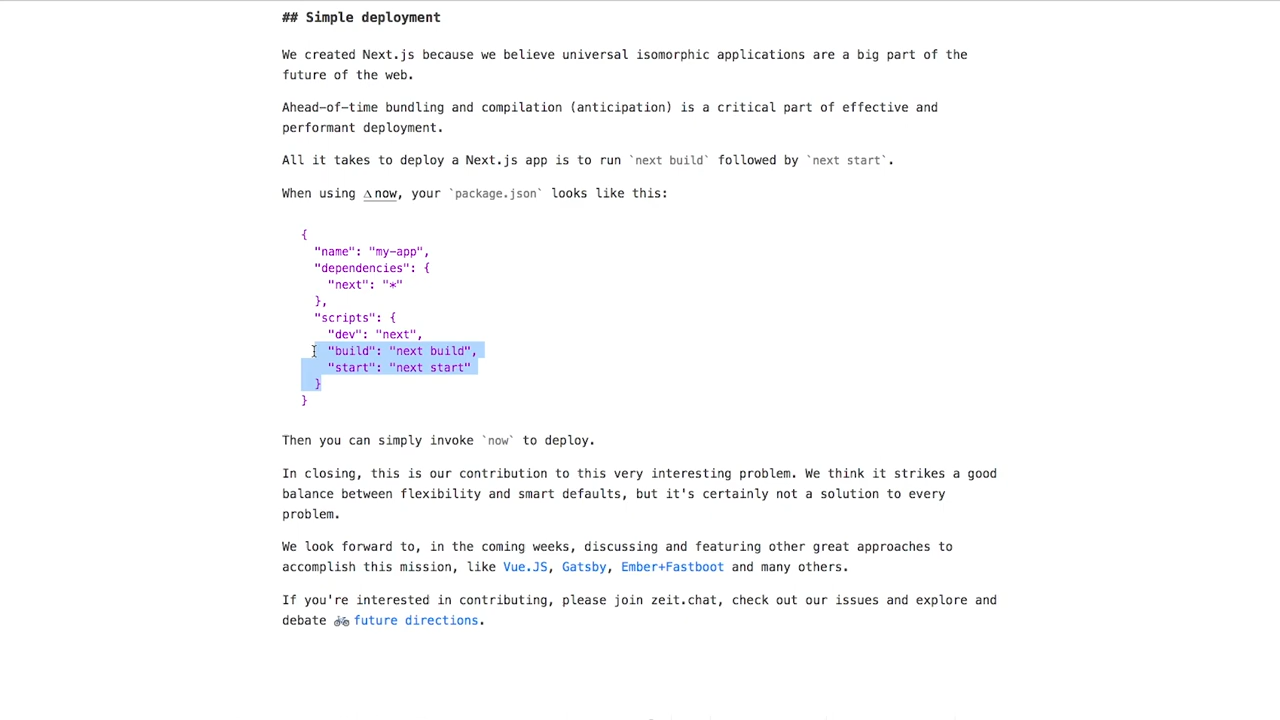 ## Simple deployment
We created Next.js because we believe universal isomorphic applications are a big part of the
future of the web.
Ahead-of-time bundling and compilation (anticipation) is a critical part of effective and
performant deployment.
All it takes to deploy a Next.js app is to run `next build` followed by `next start`.
When using △now, your `package.json` looks like this:
{
"name": "my-app",
"dependencies": {
"next": "*"
},
"scripts": {
"dev": "next",
"build": "next build",
"start": "next start"
}
}
Then you can simply invoke `now` to deploy.
In closing, this is our contribution to this very interesting problem. We think it strikes a good
balance between flexibility and smart defaults, but it's certainly not a solution to every
problem.
We look forward to, in the coming weeks, discussing and featuring other great approaches to
accomplish this mission, like Vue.JS, Gatsby, Ember+Fastboot and many others.
If you're interested in contributing, please join zeit.chat, check out our issues and explore and
debate 🚲 future directions.